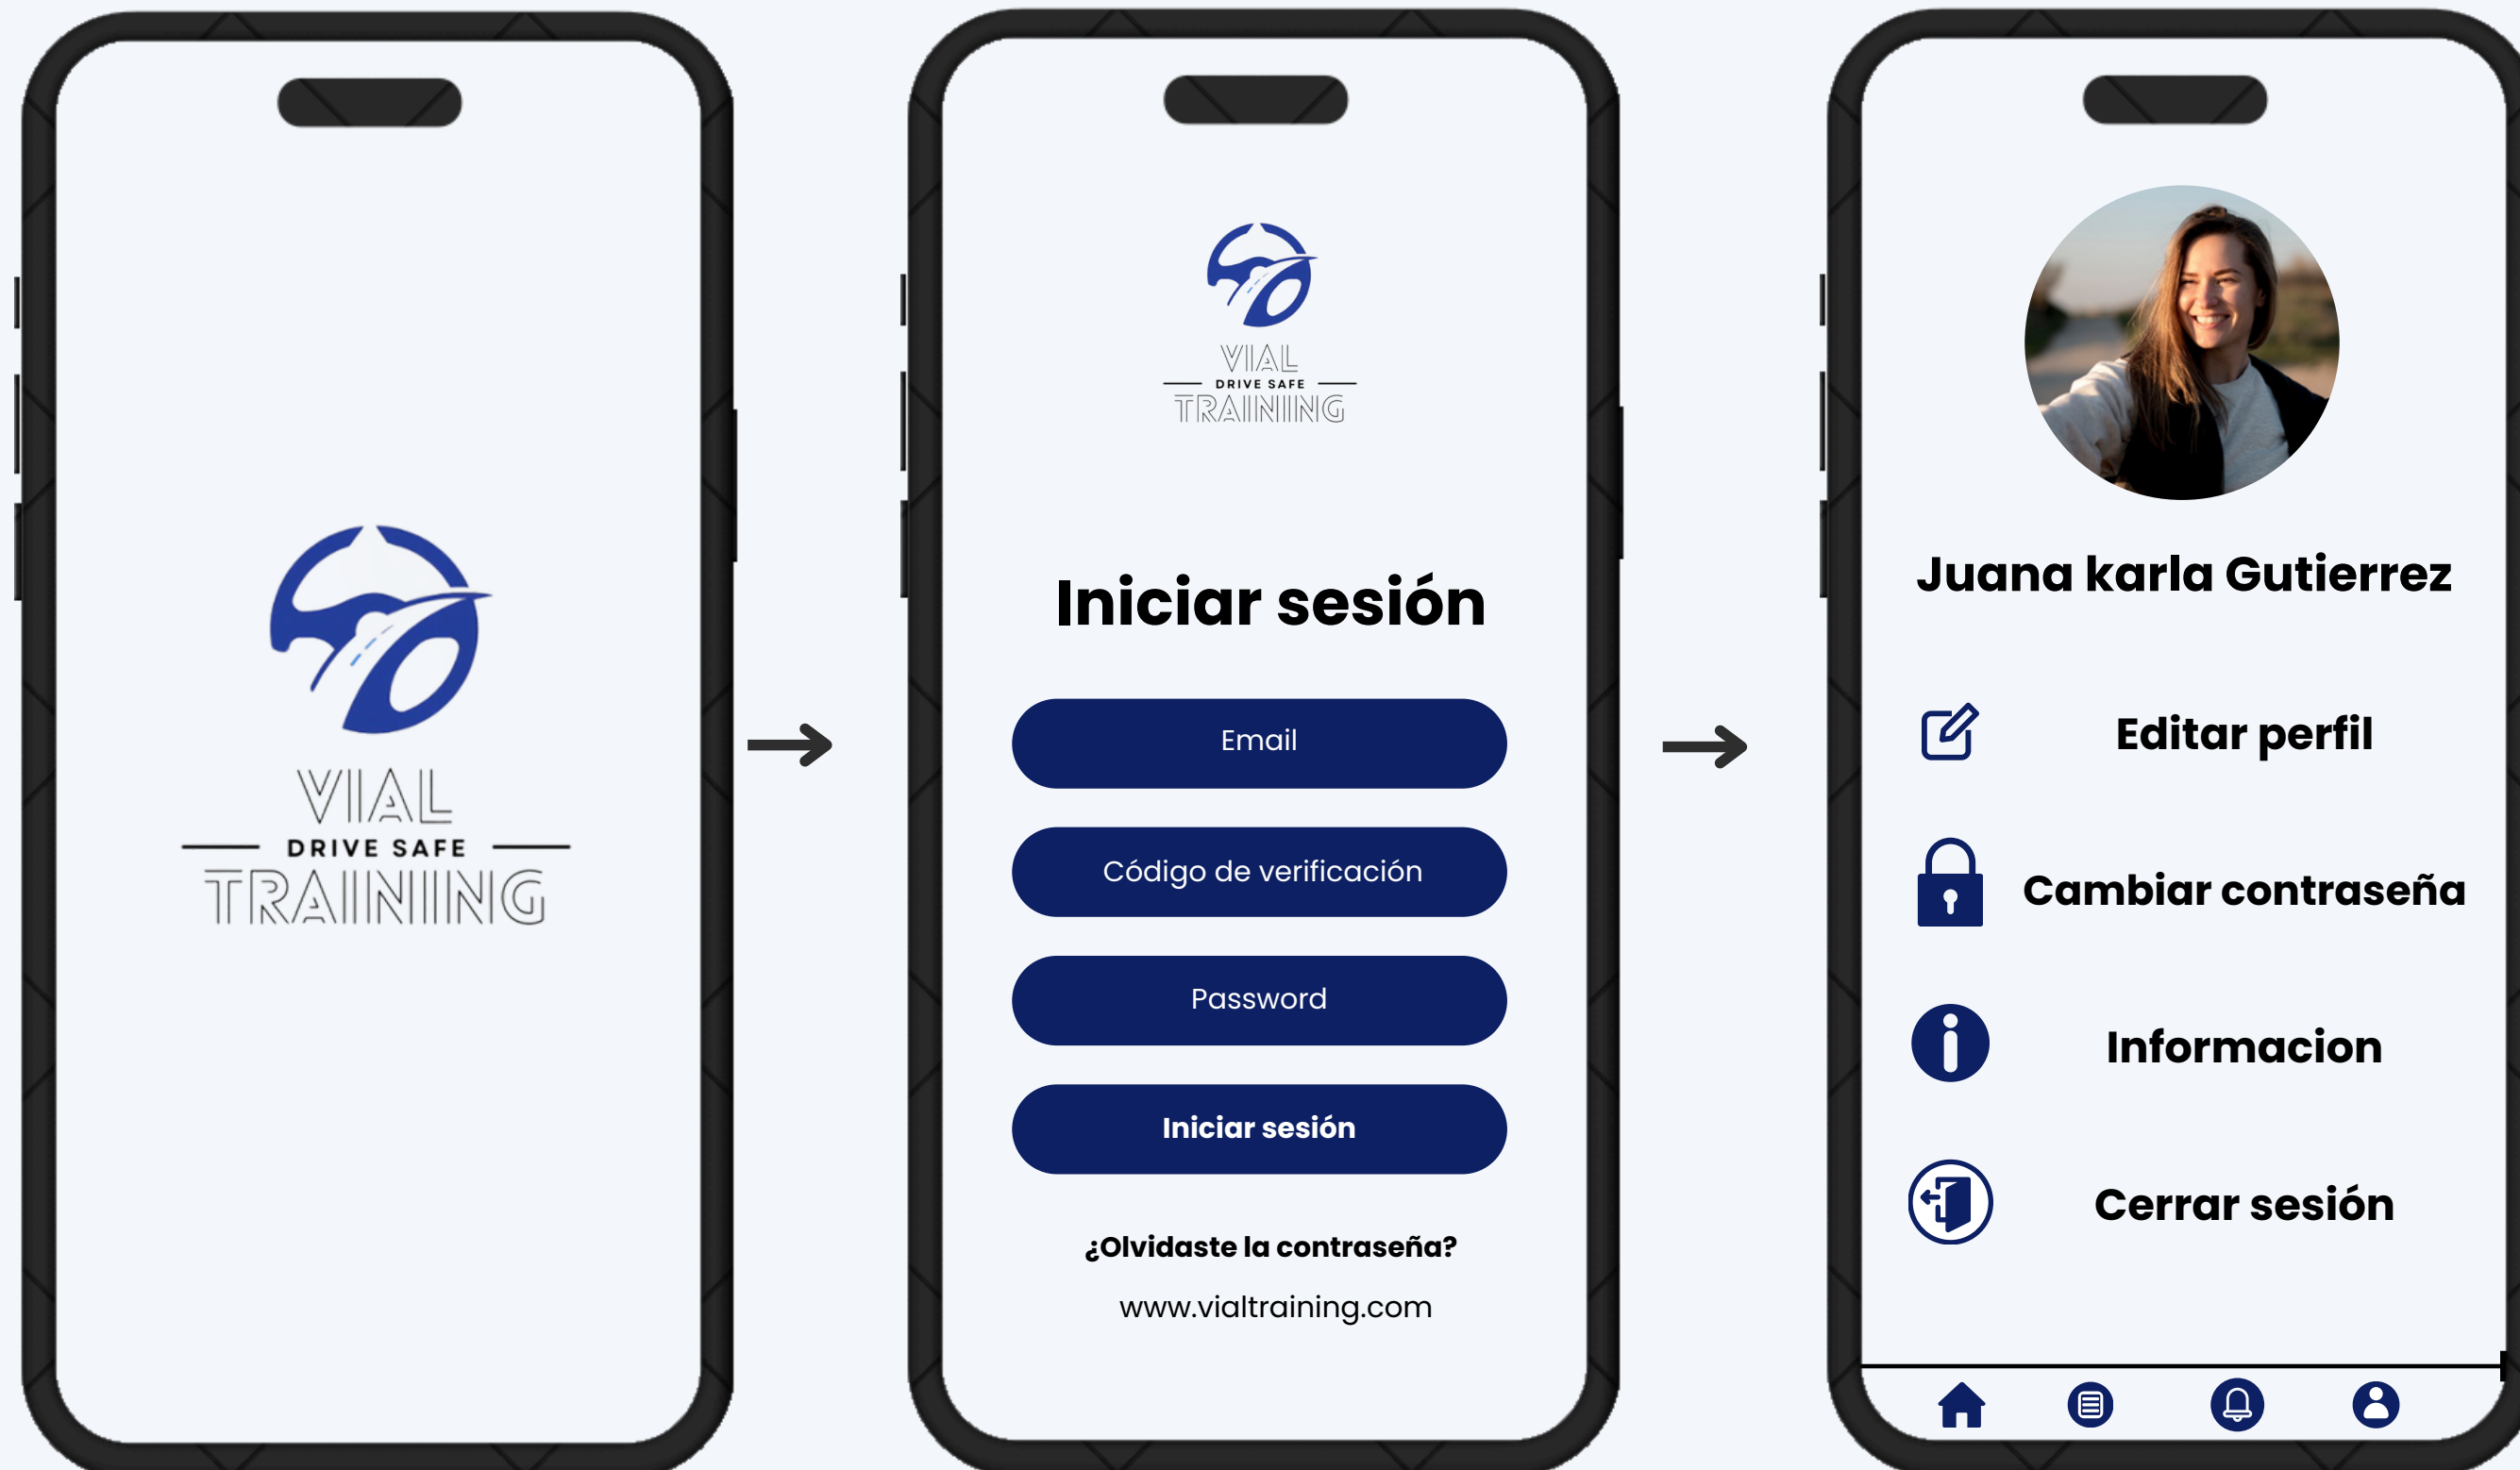 VIAL
DRIVE SAFE
TRAINING
VIAL
DRIVE SAFE
TRAINING
Iniciar sesión
Email
Código de verificación
Password
Iniciar sesión
¿Olvidaste la contraseña?
www.vialtraining.com
Juana karla Gutierrez
Editar perfil
Cambiar contraseña
Informacion
Cerrar sesión